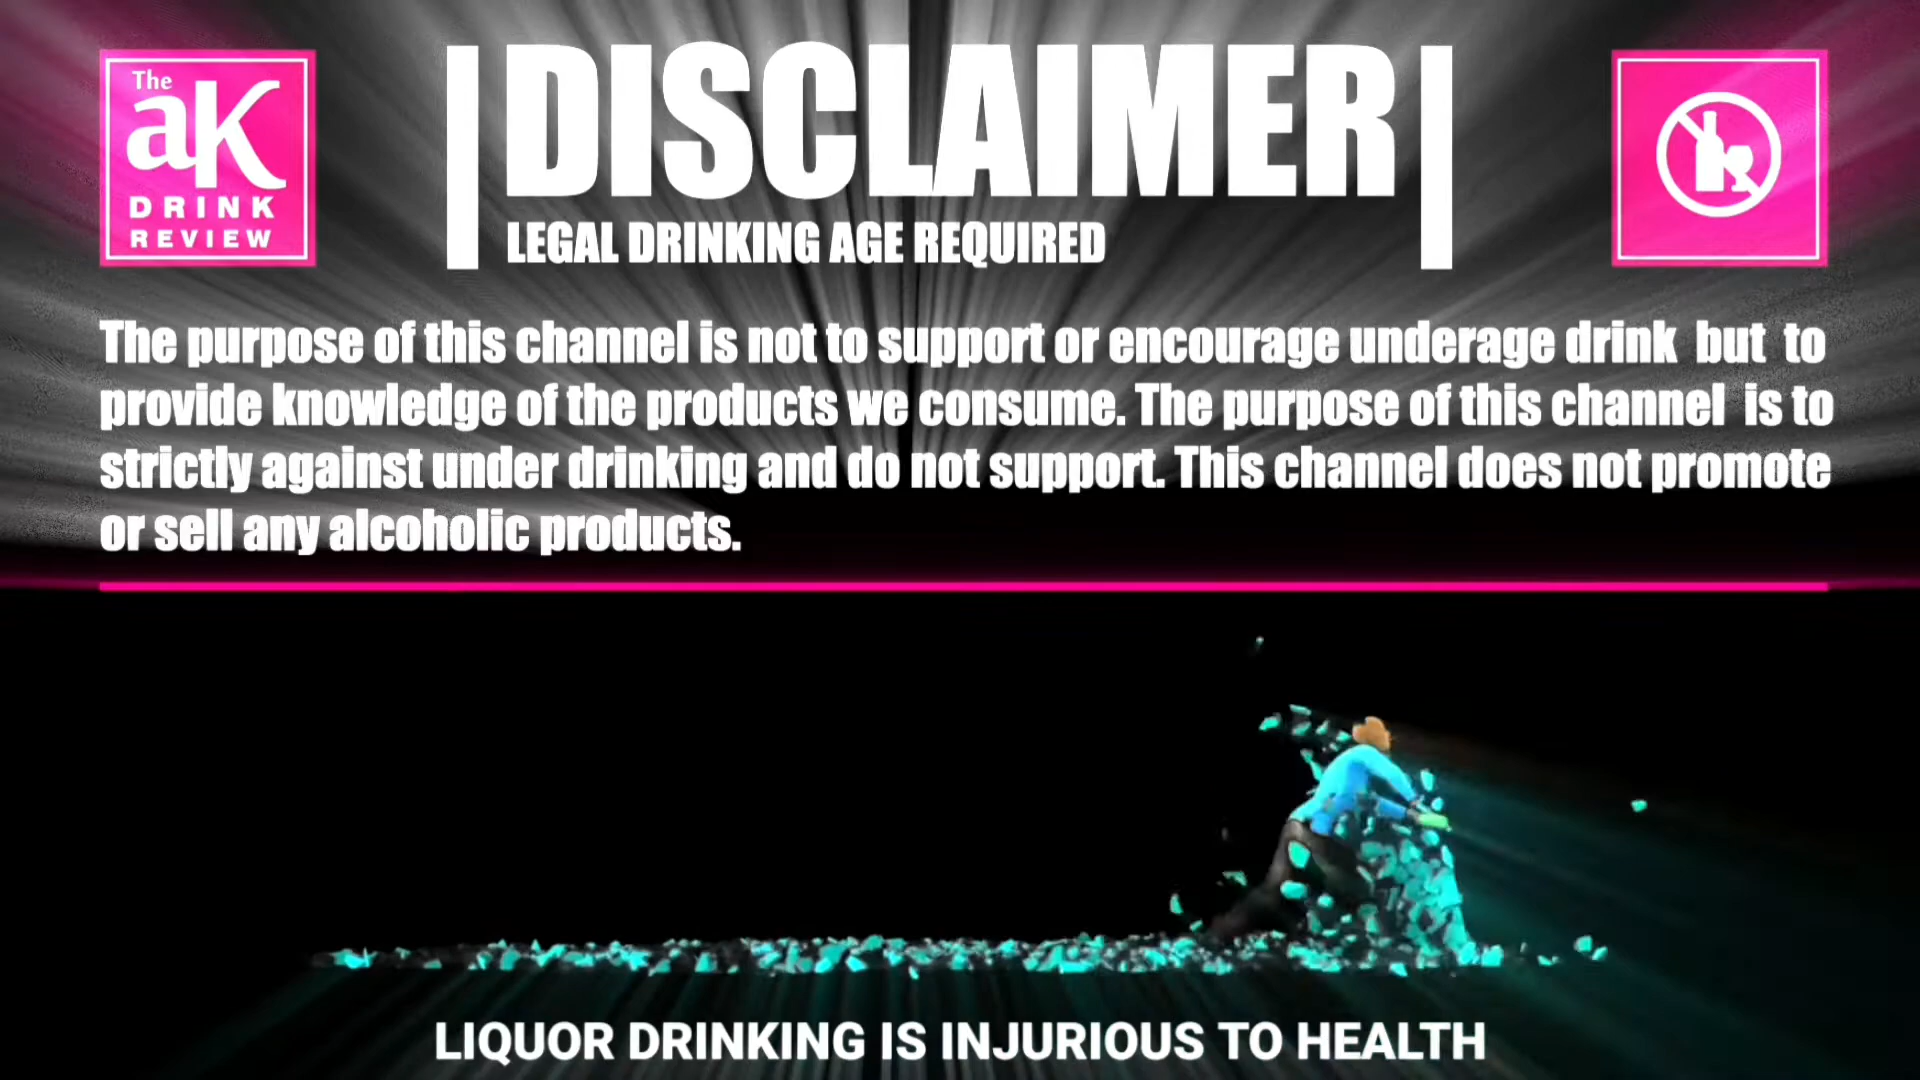 The
aK
DRINK
REVIEW
DISCLAIMER
LEGAL DRINKING AGE REQUIRED
The purpose of this channel is not to support or encourage underage drink but to
provide knowledge of the products we consume. The purpose of this channel is to
strictly against under drinking and do not support. This channel does not promote
or sell any alcoholic products.
LIQUOR DRINKING IS INJURIOUS TO HEALTH